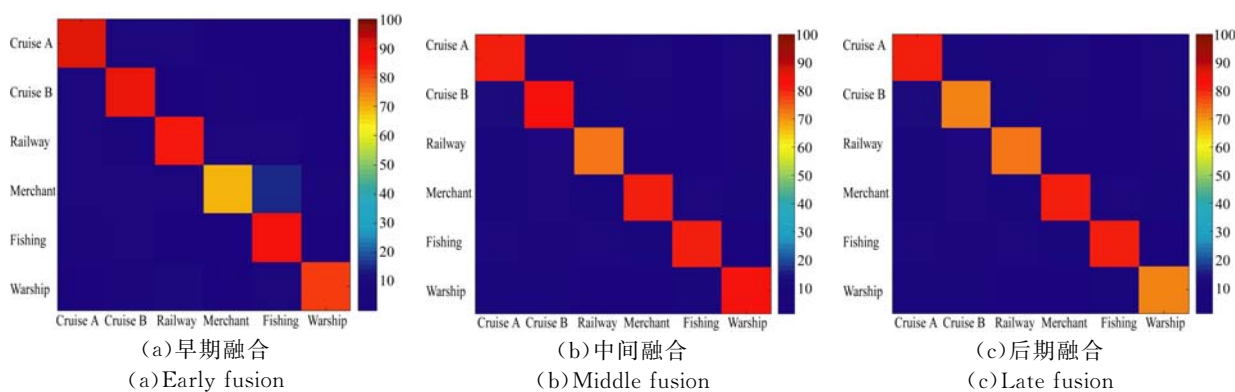 Cruise A
Cruise B
Railway
Merchant
Fishing
Warship
Cruise A Cruise B Railway Merchant Fishing Warship
100
90
80
70
60
50
40
30
20
10
(a)早期融合
(a)Early fusion
Cruise A
Cruise B
Railway
Merchant
Fishing
Warship
Cruise A Cruise B Railway Merchant Fishing Warship
100
90
80
70
60
50
40
30
20
10
(b)中间融合
(b)Middle fusion
Cruise A
Cruise B
Railway
Merchant
Fishing
Warship
Cruise A Cruise B Railway Merchant Fishing Warship
100
90
80
70
60
50
40
30
20
10
(c)后期融合
(c)Late fusion